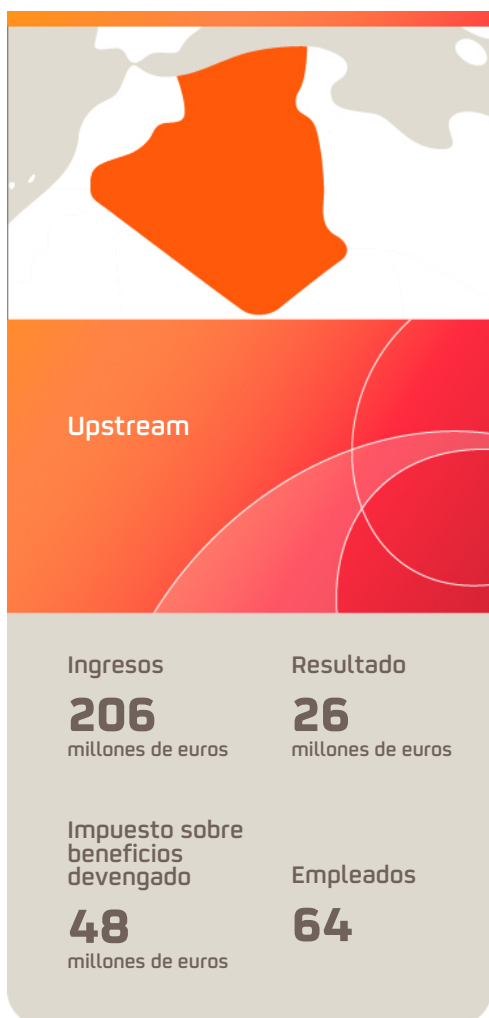 Upstream
Ingresos
206
millones de euros
Resultado
26
millones de euros
Impuesto sobre
beneficios
devengado
48
millones de euros
Empleados
64